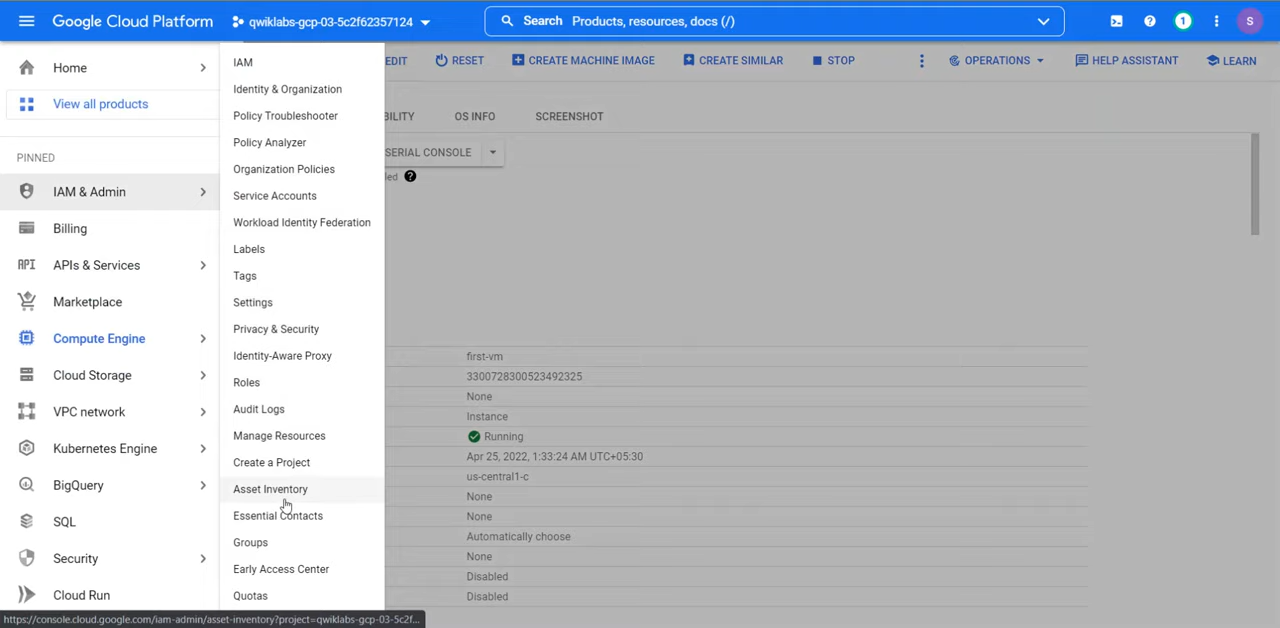 Google Cloud Platform
qwiklabs-gcp-03-5c2f62357124
Search Products, resources, docs (/)
1
S
EDIT
RESET
CREATE MACHINE IMAGE
CREATE SIMILAR
STOP
OPERATIONS
HELP ASSISTANT
LEARN
Home
View all products
PINNED
IAM & Admin
Billing
API APIs & Services
Marketplace
Compute Engine
Cloud Storage
VPC network
Kubernetes Engine
BigQuery
SQL
Security
Cloud Run
IAM
Identity & Organization
Policy Troubleshooter
Policy Analyzer
Organization Policies
Service Accounts
Workload Identity Federation
Labels
Tags
Settings
Privacy & Security
Identity-Aware Proxy
Roles
Audit Logs
Manage Resources
Create a Project
Asset Inventory
Essential Contacts
Groups
Early Access Center
Quotas
BILITY
OS INFO
SCREENSHOT
SERIAL CONSOLE
led
first-vm
3300728300523492325
None
Instance
Running
Apr 25, 2022, 1:33:24 AM UTC+05:30
us-central1-c
None
None
Automatically choose
None
Disabled
Disabled
https://console.cloud.google.com/iam-admin/asset-inventory?project=qwiklabs-gcp-03-5c2f...